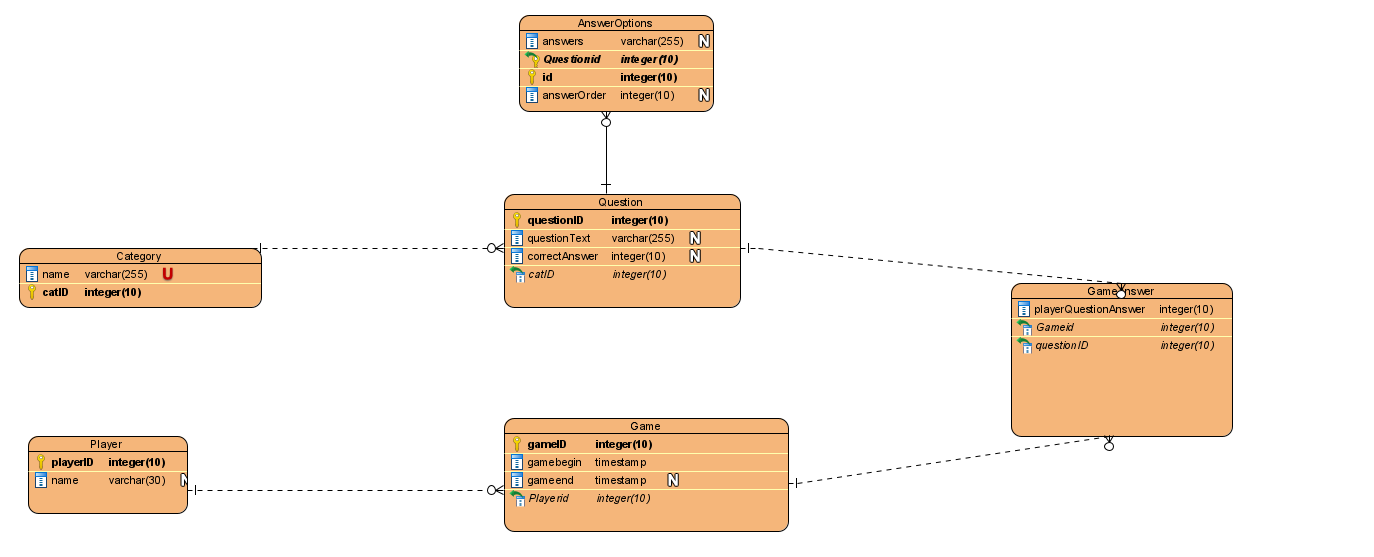 AnswerOptions
answers varchar(255) N
Questionid integer(10)
id integer(10)
answerOrder integer(10) N
Question
questionID integer(10)
questionText varchar(255) N
correctAnswer integer(10) N
catID integer(10)
Category
name varchar(255) U
catID integer(10)
GameAnswer
playerQuestionAnswer integer(10)
Gameid integer(10)
questionID integer(10)
Player
playerID integer(10)
name varchar(30) N
Game
gameID integer(10)
gamebegin timestamp
gameend timestamp N
Playerid integer(10)